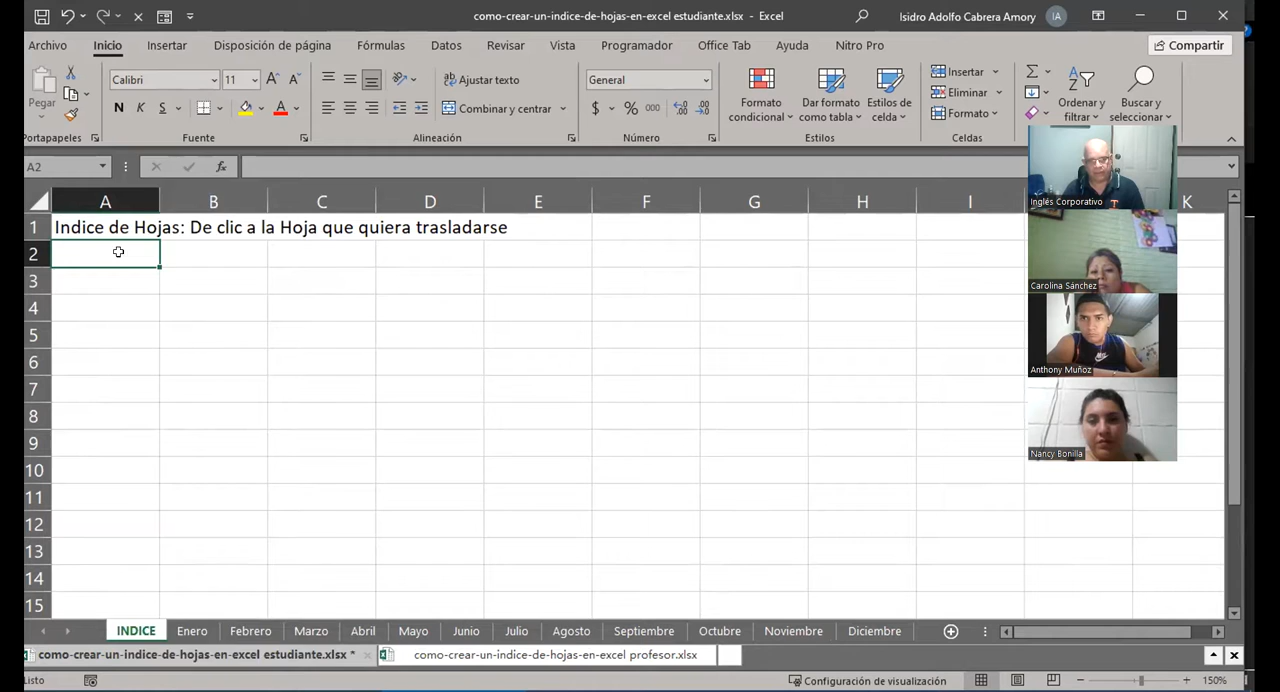 como-crear-un-indice-de-hojas-en-excel estudiante.xlsx - Excel
Isidro Adolfo Cabrera Amory
IA
Archivo Inicio Insertar Disposición de página Fórmulas Datos Revisar Vista Programador Office Tab Ayuda Nitro Pro
Compartir
Pegar
Calibri 11
Ajustar texto
General
Insertar
Eliminar
Formato
N K S
A
Combinar y centrar
$ % 000
Formato condicional
Dar formato como tabla
Estilos de celda
Ordenar y filtrar
Buscar y seleccionar
Portapapeles Fuente Alineación Número Estilos Celdas
A2
fx
A B C D E F G H I K
1 Indice de Hojas: De clic a la Hoja que quiera trasladarse
2
3
4
5
6
7
8
9
10
11
12
13
14
15
Inglés Corporativo
Carolina Sánchez
Anthony Muñoz
Nancy Bonilla
INDICE Enero Febrero Marzo Abril Mayo Junio Julio Agosto Septiembre Octubre Noviembre Diciembre
como-crear-un-indice-de-hojas-en-excel estudiante.xlsx *
como-crear-un-indice-de-hojas-en-excel profesor.xlsx
Listo
Configuración de visualización
150%